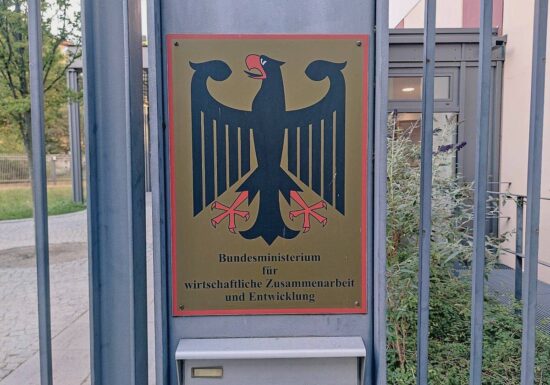 Bundesministerium
für
wirtschaftliche Zusammenarbeit
und Entwicklung